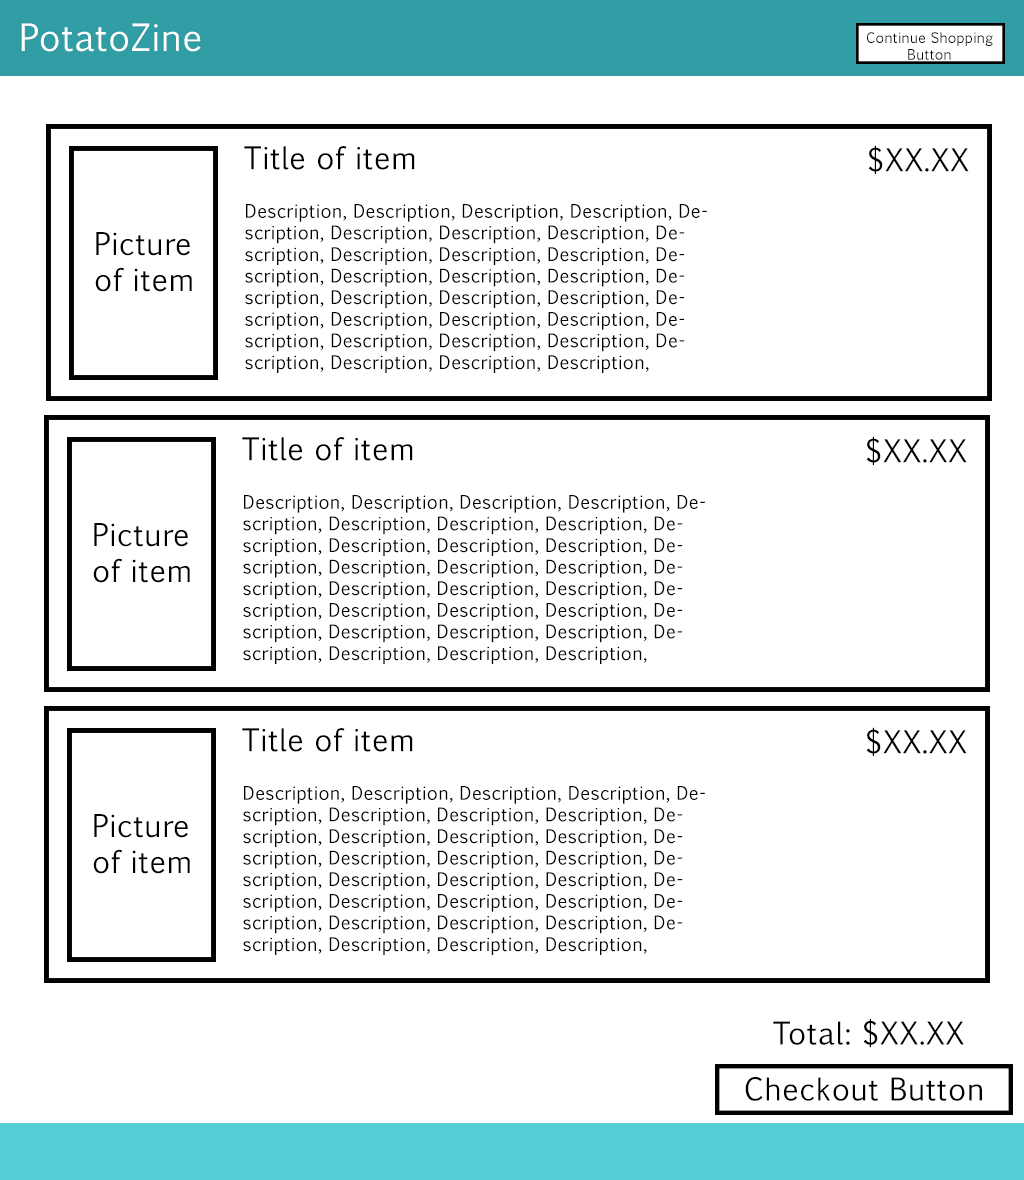 PotatoZine
Continue Shopping
Button
Title of item
$XX.XX
Picture
of item
Description, Description, Description, Description, De-
scription, Description, Description, Description, De-
scription, Description, Description, Description, De-
scription, Description, Description, Description, De-
scription, Description, Description, Description, De-
scription, Description, Description, Description, De-
scription, Description, Description, Description, De-
scription, Description, Description, Description,
Title of item
$XX.XX
Picture
of item
Description, Description, Description, Description, De-
scription, Description, Description, Description, De-
scription, Description, Description, Description, De-
scription, Description, Description, Description, De-
scription, Description, Description, Description, De-
scription, Description, Description, Description, De-
scription, Description, Description, Description, De-
scription, Description, Description, Description,
Title of item
$XX.XX
Picture
of item
Description, Description, Description, Description, De-
scription, Description, Description, Description, De-
scription, Description, Description, Description, De-
scription, Description, Description, Description, De-
scription, Description, Description, Description, De-
scription, Description, Description, Description, De-
scription, Description, Description, Description, De-
scription, Description, Description, Description,
Total: $XX.XX
Checkout Button